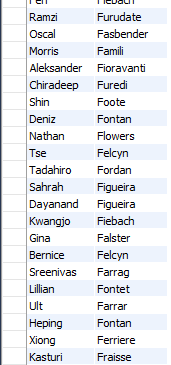 Peri Fiebach
Ramzi Furudate
Oscal Fasbender
Morris Famili
Aleksander Fioravanti
Chiradeep Furedi
Shin Foote
Deniz Fontan
Nathan Flowers
Tse Felcyn
Tadahiro Fordan
Sahrah Figueira
Dayanand Figueira
Kwangjo Fiebach
Gina Falster
Bernice Felcyn
Sreenivas Farrag
Lillian Fontet
Ult Farrar
Heping Fontan
Xiong Ferriere
Kasturi Fraisse